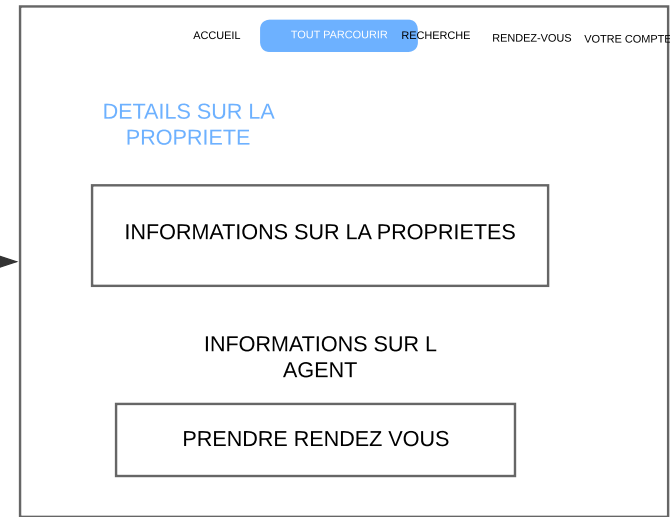 ACCUEIL TOUT PARCOURIR RECHERCHE RENDEZ-VOUS VOTRE COMPTE
DETAILS SUR LA
PROPRIETE
INFORMATIONS SUR LA PROPRIETES
INFORMATIONS SUR L
AGENT
PRENDRE RENDEZ VOUS